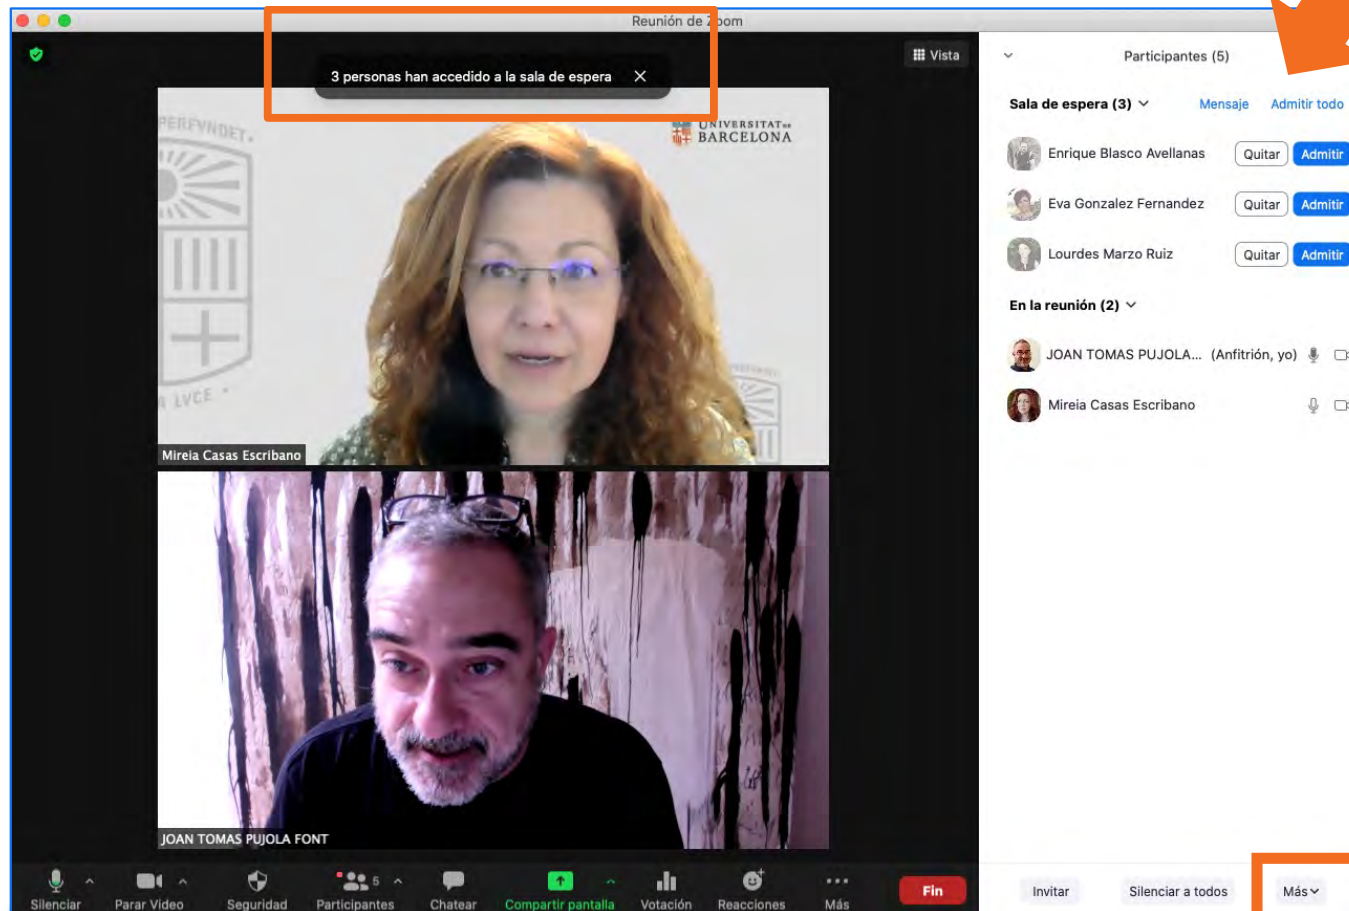 Reunión de Zoom
3 personas han accedido a la sala de espera
Vista
UNIVERSITAT DE
BARCELONA
PERFVNDET
A LVCE
Mireia Casas Escribano
JOAN TOMAS PUJOLA FONT
Silenciar
Parar Video
Seguridad
5
Participantes
Chatear
Compartir pantalla
Votación
Reacciones
Más
Fin
Participantes (5)
Sala de espera (3) Mensaje Admitir todo
Enrique Blasco Avellanas Quitar Admitir
Eva Gonzalez Fernandez Quitar Admitir
Lourdes Marzo Ruiz Quitar Admitir
En la reunión (2)
JOAN TOMAS PUJOLA... (Anfitrión, yo)
Mireia Casas Escribano
Invitar Silenciar a todos Más